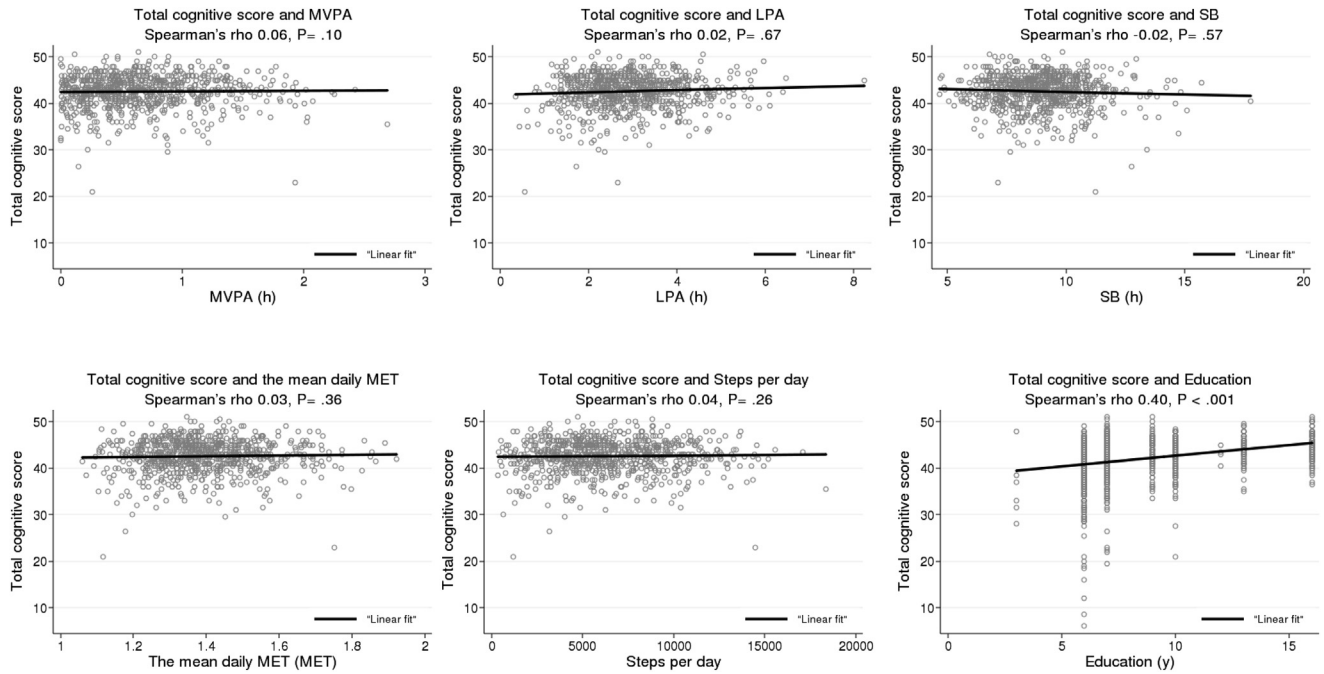 Total cognitive score and MVPA
Spearman's rho 0.06, P= .10
Total cognitive score
50
40
30
20
10
0
1
2
3
MVPA (h)
"Linear fit"
Total cognitive score and LPA
Spearman's rho 0.02, P= .67
Total cognitive score
50
40
30
20
10
0
2
4
6
8
LPA (h)
"Linear fit"
Total cognitive score and SB
Spearman's rho -0.02, P= .57
Total cognitive score
50
40
30
20
10
5
10
15
20
SB (h)
"Linear fit"
Total cognitive score and the mean daily MET
Spearman's rho 0.03, P= .36
Total cognitive score
50
40
30
20
10
1
1.2
1.4
1.6
1.8
2
The mean daily MET (MET)
"Linear fit"
Total cognitive score and Steps per day
Spearman's rho 0.04, P= .26
Total cognitive score
50
40
30
20
10
0
5000
10000
15000
20000
Steps per day
"Linear fit"
Total cognitive score and Education
Spearman's rho 0.40, P < .001
Total cognitive score
50
40
30
20
10
0
5
10
15
Education (y)
"Linear fit"